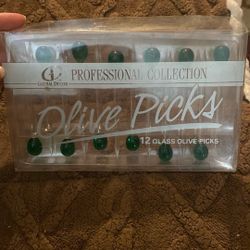 PROFESSIONAL COLLECTION
Olive Picks
12 GLASS OLIVE PICKS